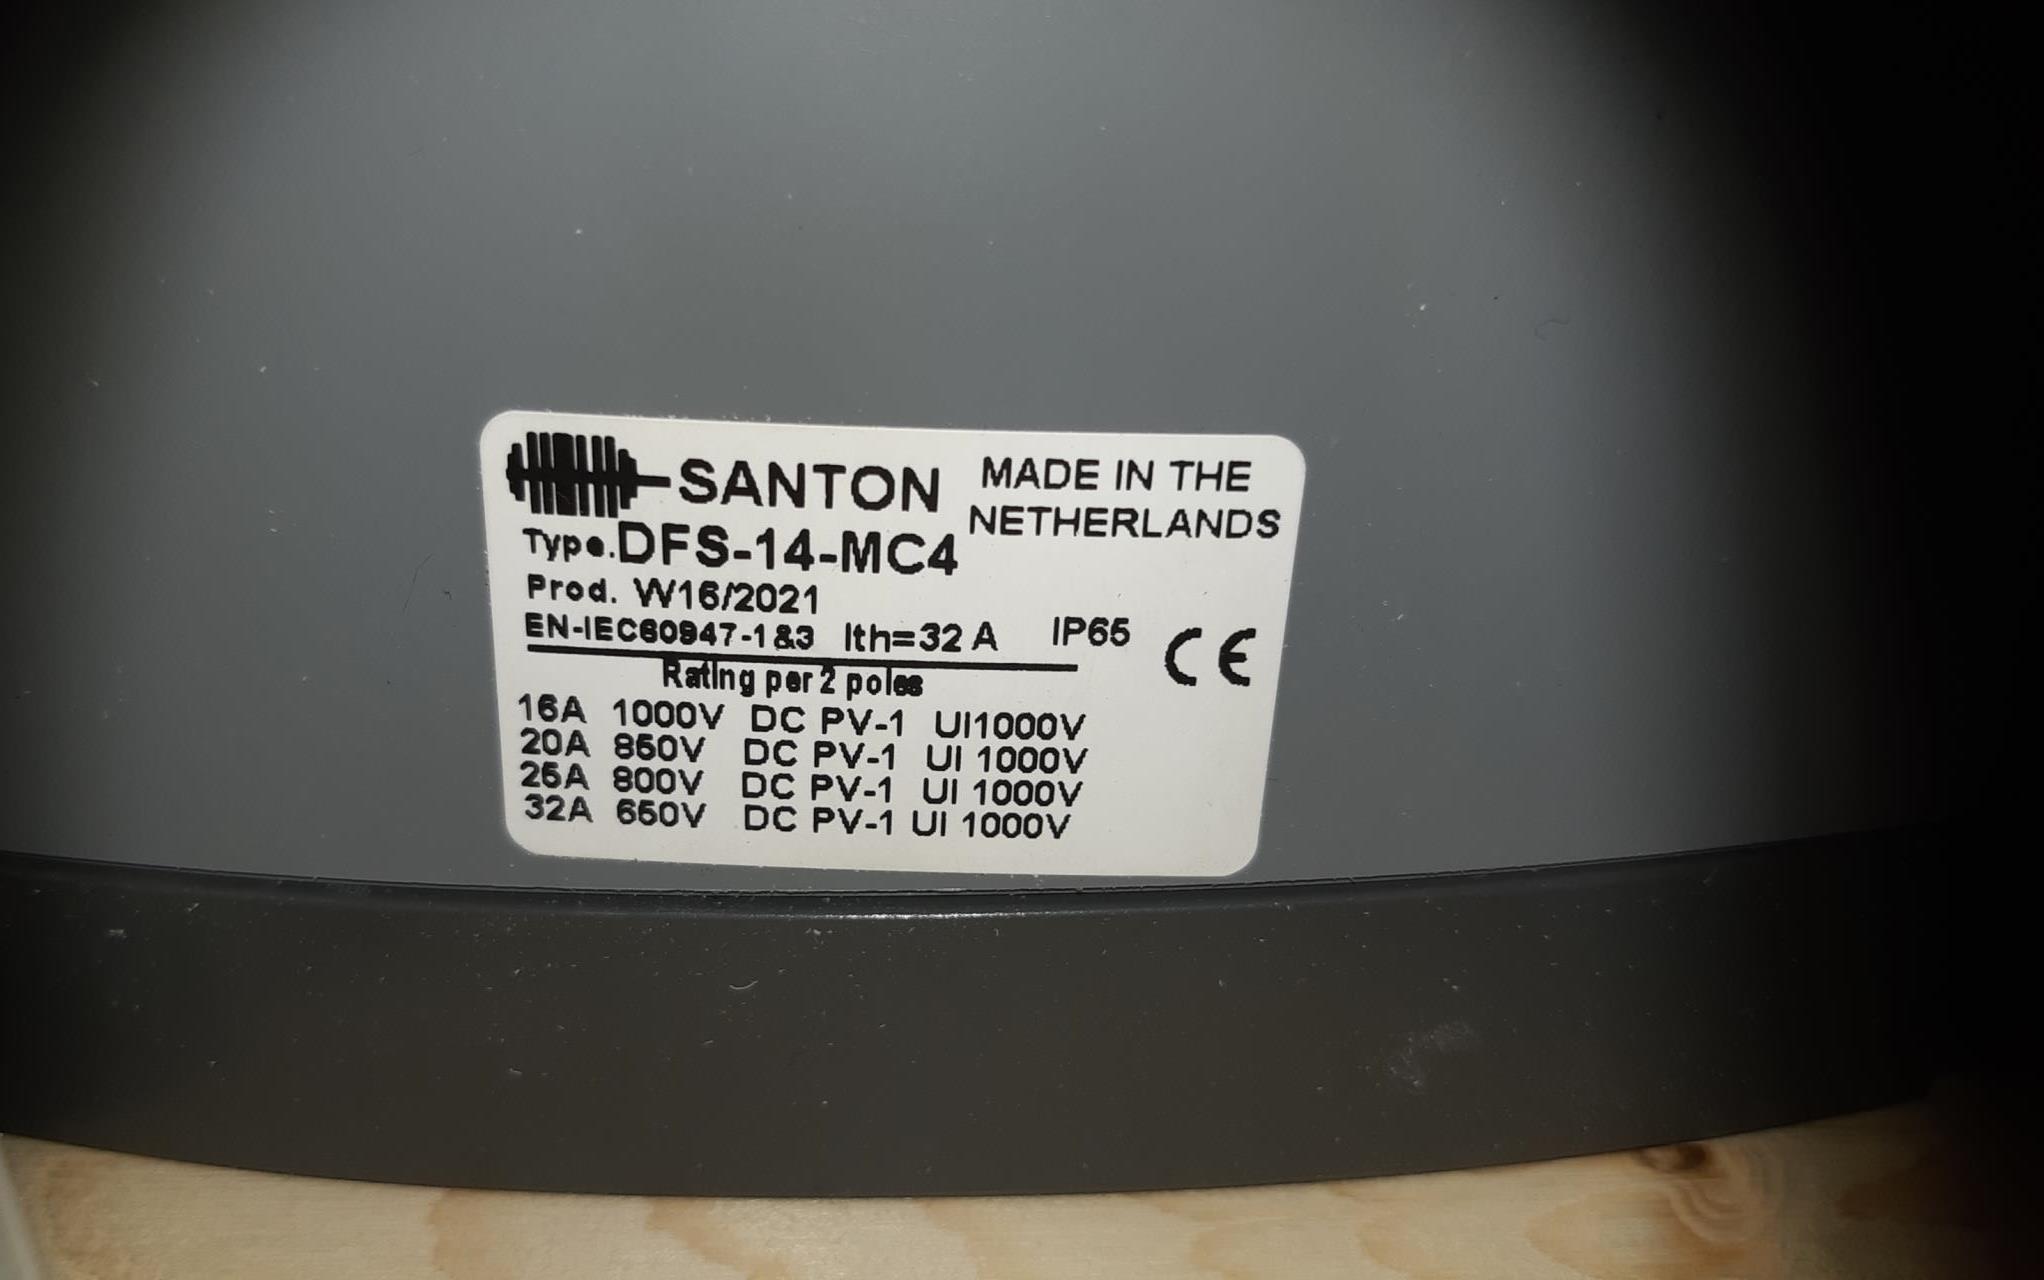 SANTON MADE IN THE
NETHERLANDS
Type.DFS-14-MC4
Prod. W16/2021
EN-IEC60947-1&3 Ith=32 A IP65 CE
Rating per 2 poles
16A 1000V DC PV-1 UI1000V
20A 850V DC PV-1 UI 1000V
25A 800V DC PV-1 UI 1000V
32A 650V DC PV-1 UI 1000V